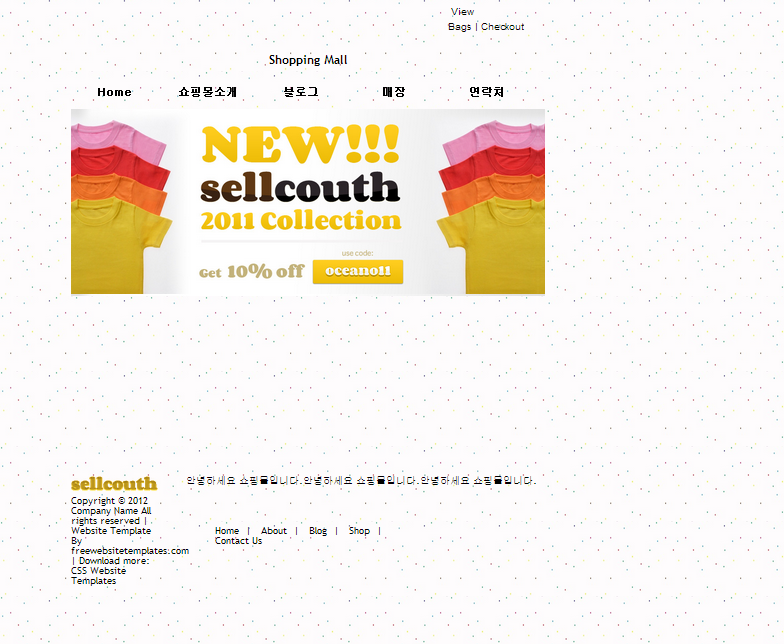 View
Bags | Checkout
Shopping Mall
Home 쇼핑몰소개 블로그 매장 연락처
NEW!!!
sellcouth
2011 Collection
use code:
Get 10% off ocean011
sellcouth
안녕하세요 쇼핑몰입니다.안녕하세요 쇼핑몰입니다.안녕하세요 쇼핑몰입니다.
Copyright © 2012
Company Name All
rights reserved |
Website Template
By
freewebsitetemplates.com
| Download more:
CSS Website
Templates
Home | About | Blog | Shop |
Contact Us